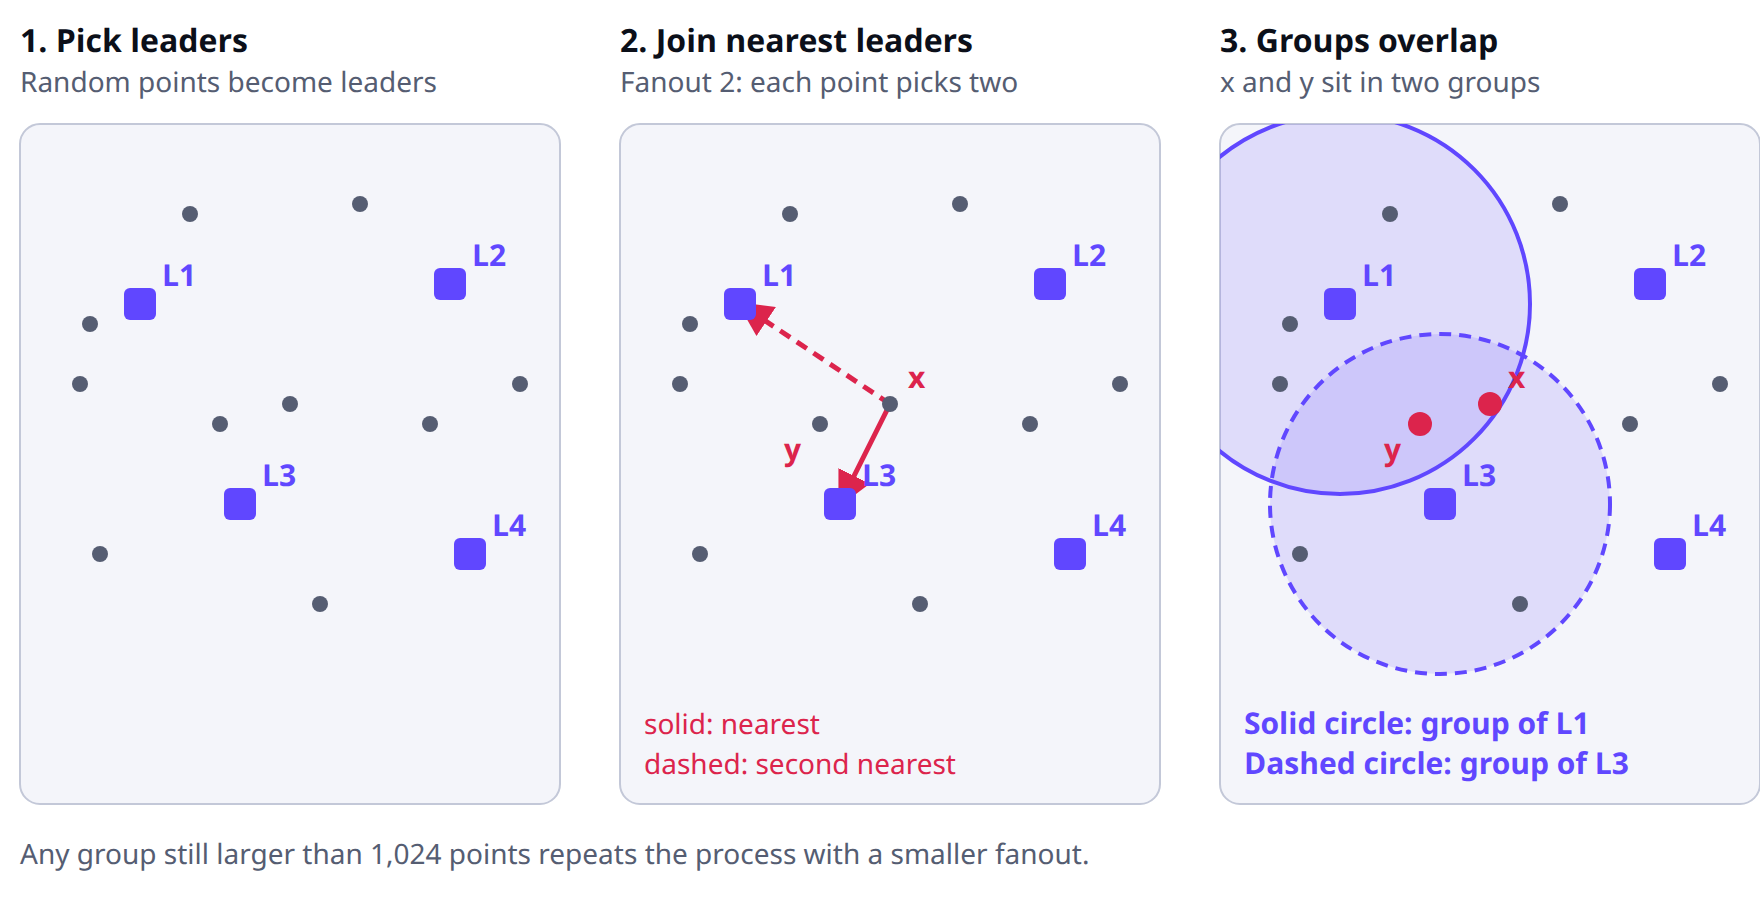 1. Pick leaders
Random points become leaders
L1
L2
L3
L4
2. Join nearest leaders
Fanout 2: each point picks two
L1
L2
x
y
L3
L4
solid: nearest
dashed: second nearest
3. Groups overlap
x and y sit in two groups
L1
L2
x
y
L3
L4
Solid circle: group of L1
Dashed circle: group of L3
Any group still larger than 1,024 points repeats the process with a smaller fanout.